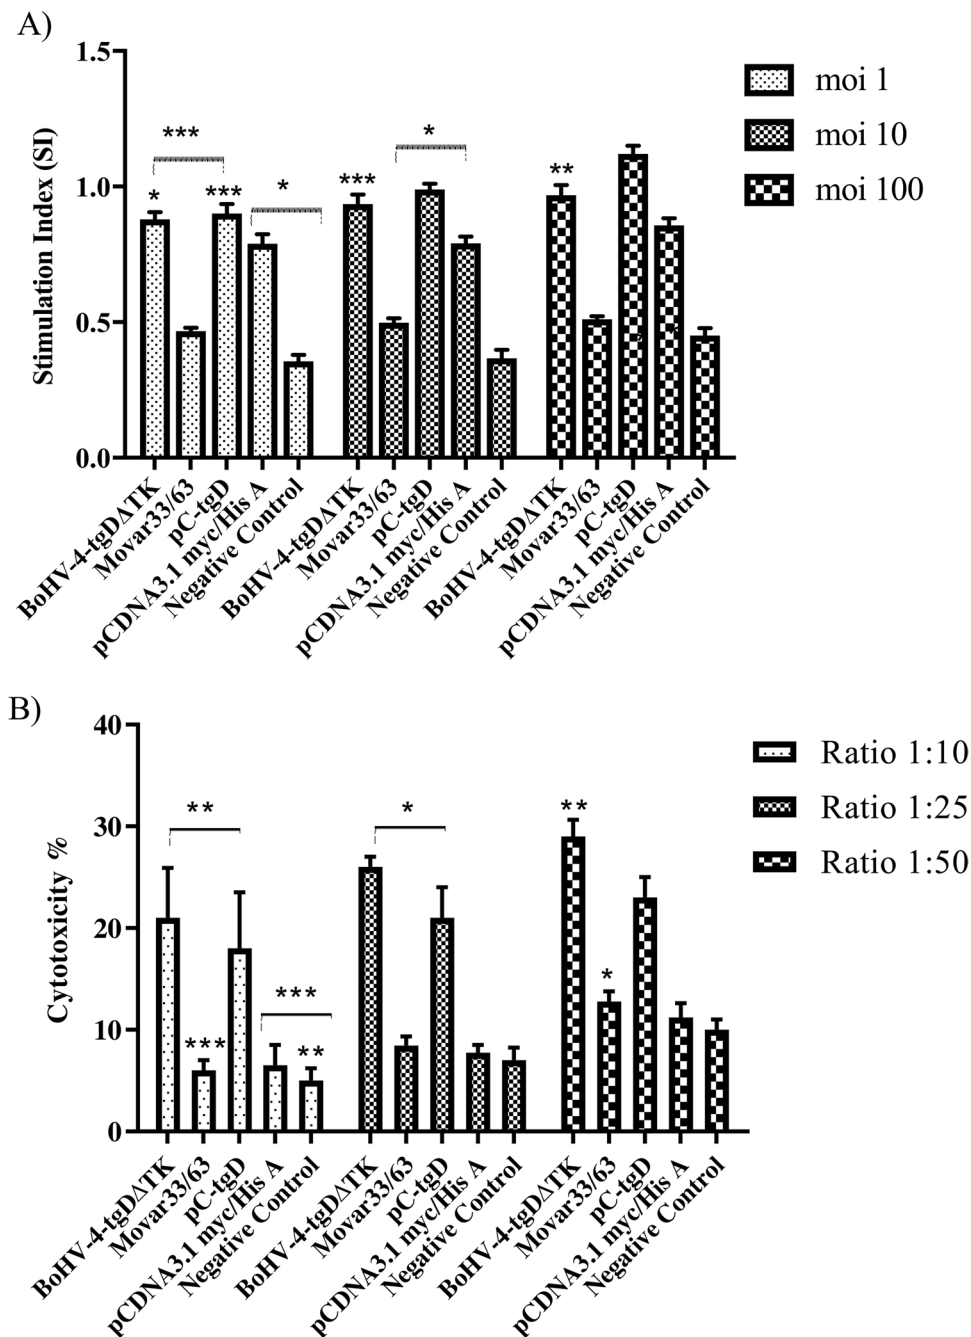 A)
1.5
1.0
0.5
0.0
Stimulation Index (SI)
***
*
***
*
***
*
**
moi 1
moi 10
moi 100
BoHV-4-tgDΔTK
Movar33/63
pC-tgD
pCDNA3.1 myc/His A
Negative Control
BoHV-4-tgDΔTK
Movar33/63
pC-tgD
pCDNA3.1 myc/His A
Negative Control
BoHV-4-tgDΔTK
Movar33/63
pC-tgD
pCDNA3.1 myc/His A
Negative Control
B)
40
30
20
10
0
Cytotoxicity %
**
***
***
**
*
**
*
Ratio 1:10
Ratio 1:25
Ratio 1:50
BoHV-4-tgDΔTK
Movar33/63
pC-tgD
pCDNA3.1 myc/His A
Negative Control
BoHV-4-tgDΔTK
Movar33/63
pC-tgD
pCDNA3.1 myc/His A
Negative Control
BoHV-4-tgDΔTK
Movar33/63
pC-tgD
pCDNA3.1 myc/His A
Negative Control